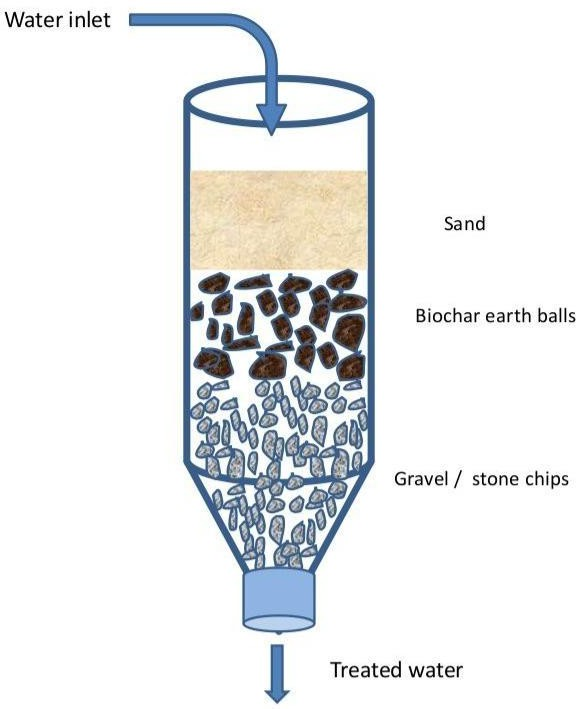 Water inlet
Sand
Biochar earth balls
Gravel / stone chips
Treated water